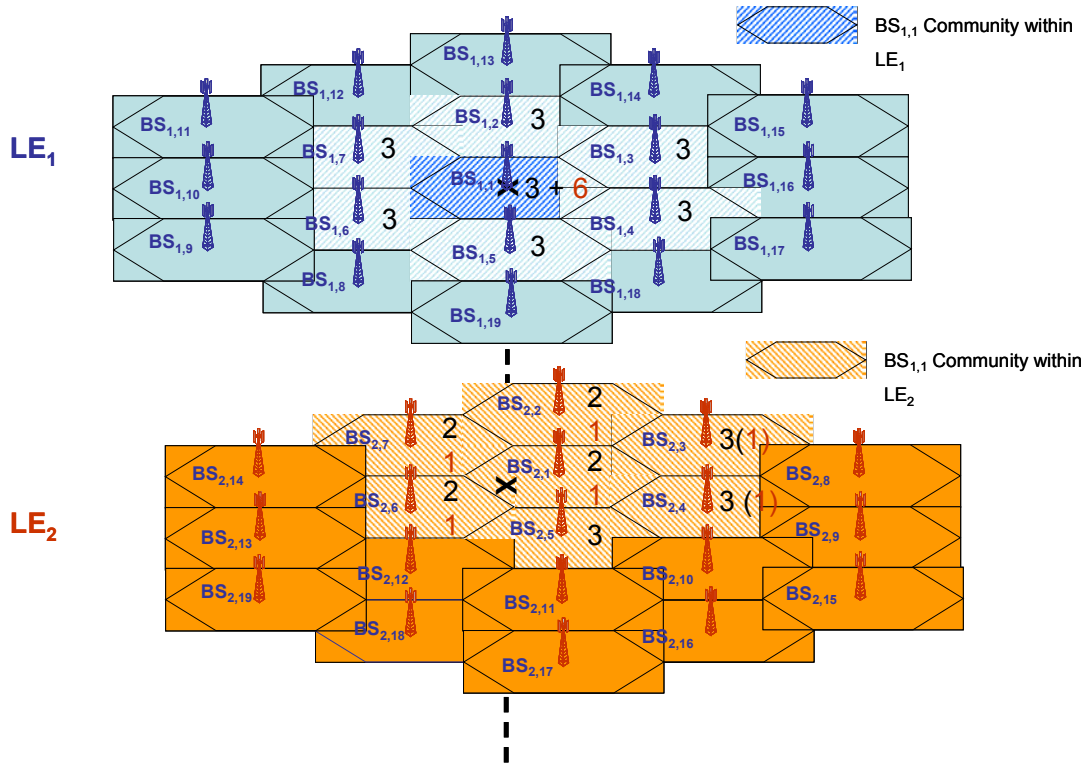 BS1,1 Community within
LE1
BS1,13
BS1,12
BS1,14
BS1,11
BS1,2
3
BS1,15
LE1
BS1,7
3
BS1,3
3
BS1,10
BS1,1
X 3 + 6
BS1,16
BS1,6
3
BS1,4
3
BS1,9
BS1,5
3
BS1,17
BS1,8
BS1,18
BS1,19
BS1,1 Community within
LE2
BS2,2
2
1
BS2,7
2
1
BS2,3
3(1)
BS2,14
BS2,1
2
1
BS2,8
BS2,6
2
1
X
BS2,4
3 (1)
LE2
BS2,13
BS2,5
3
BS2,9
BS2,12
BS2,10
BS2,19
BS2,11
BS2,15
BS2,18
BS2,16
BS2,17